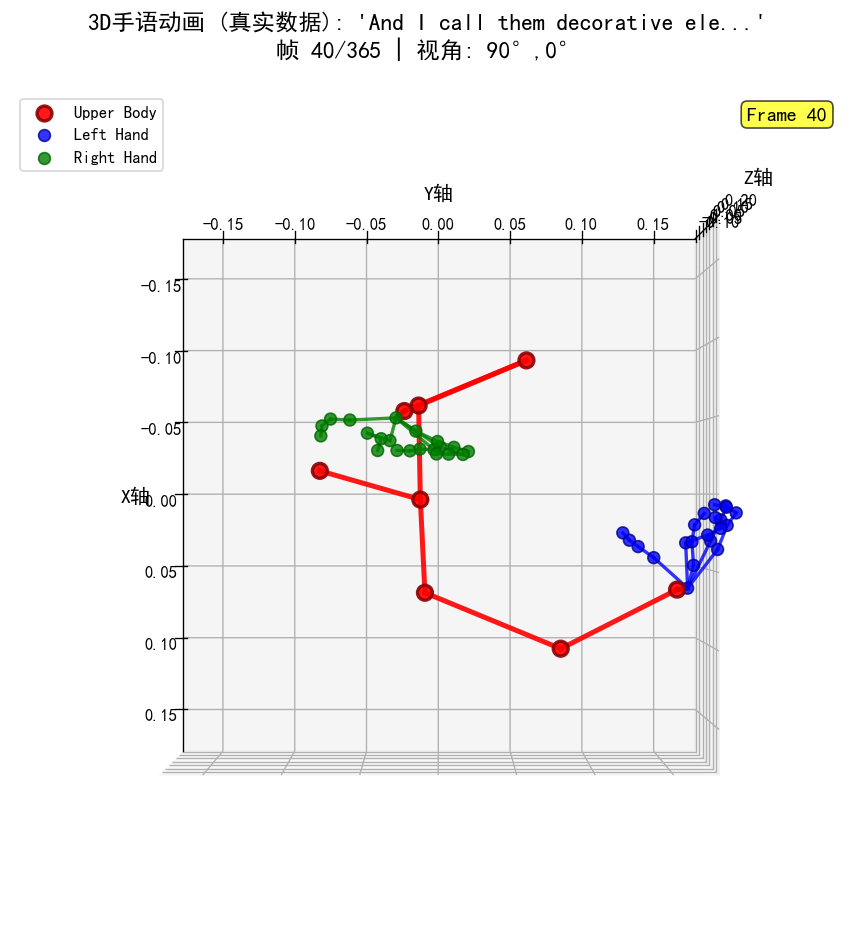 3D手语动画 (真实数据): 'And I call them decorative ele...'
帧 40/365 | 视角: 90°,0°
Upper Body
Left Hand
Right Hand
Frame 40
Z轴
Y轴
-0.15 -0.10 -0.05 0.00 0.05 0.10 0.15
-0.15
-0.10
-0.05
X轴
0.00
0.05
0.10
0.15